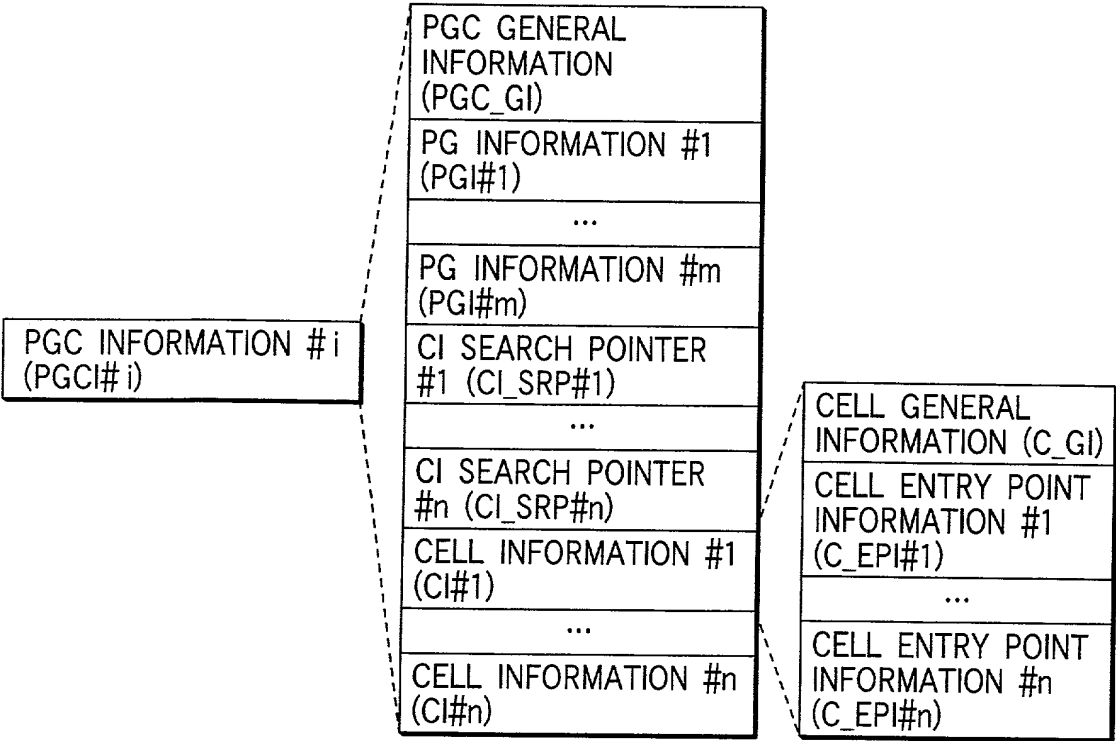 PGC INFORMATION #i
(PGCI#i)
PGC GENERAL
INFORMATION
(PGC_GI)
PG INFORMATION #1
(PGI#1)
...
PG INFORMATION #m
(PGI#m)
CI SEARCH POINTER
#1 (CI_SRP#1)
...
CI SEARCH POINTER
#n (CI_SRP#n)
CELL INFORMATION #1
(CI#1)
...
CELL INFORMATION #n
(CI#n)
CELL GENERAL
INFORMATION (C_GI)
CELL ENTRY POINT
INFORMATION #1
(C_EPI#1)
...
CELL ENTRY POINT
INFORMATION #n
(C_EPI#n)